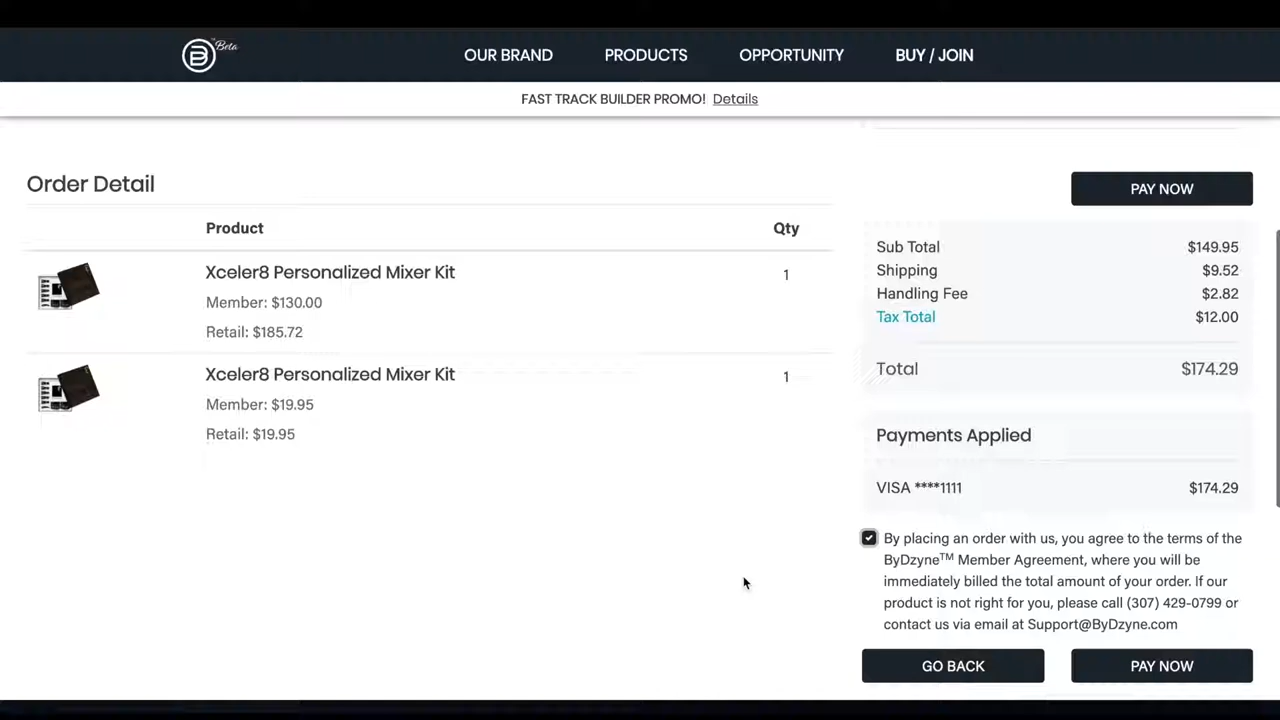 Beta
OUR BRAND
PRODUCTS
OPPORTUNITY
BUY / JOIN
FAST TRACK BUILDER PROMO! Details
Order Detail
Product
Qty
Xceler8 Personalized Mixer Kit
1
Member: $130.00
Retail: $185.72
Xceler8 Personalized Mixer Kit
1
Member: $19.95
Retail: $19.95
PAY NOW
Sub Total $149.95
Shipping $9.52
Handling Fee $2.82
Tax Total $12.00
Total $174.29
Payments Applied
VISA ****1111 $174.29
By placing an order with us, you agree to the terms of the
ByDzyne™ Member Agreement, where you will be
immediately billed the total amount of your order. If our
product is not right for you, please call (307) 429-0799 or
contact us via email at Support@ByDzyne.com
GO BACK
PAY NOW